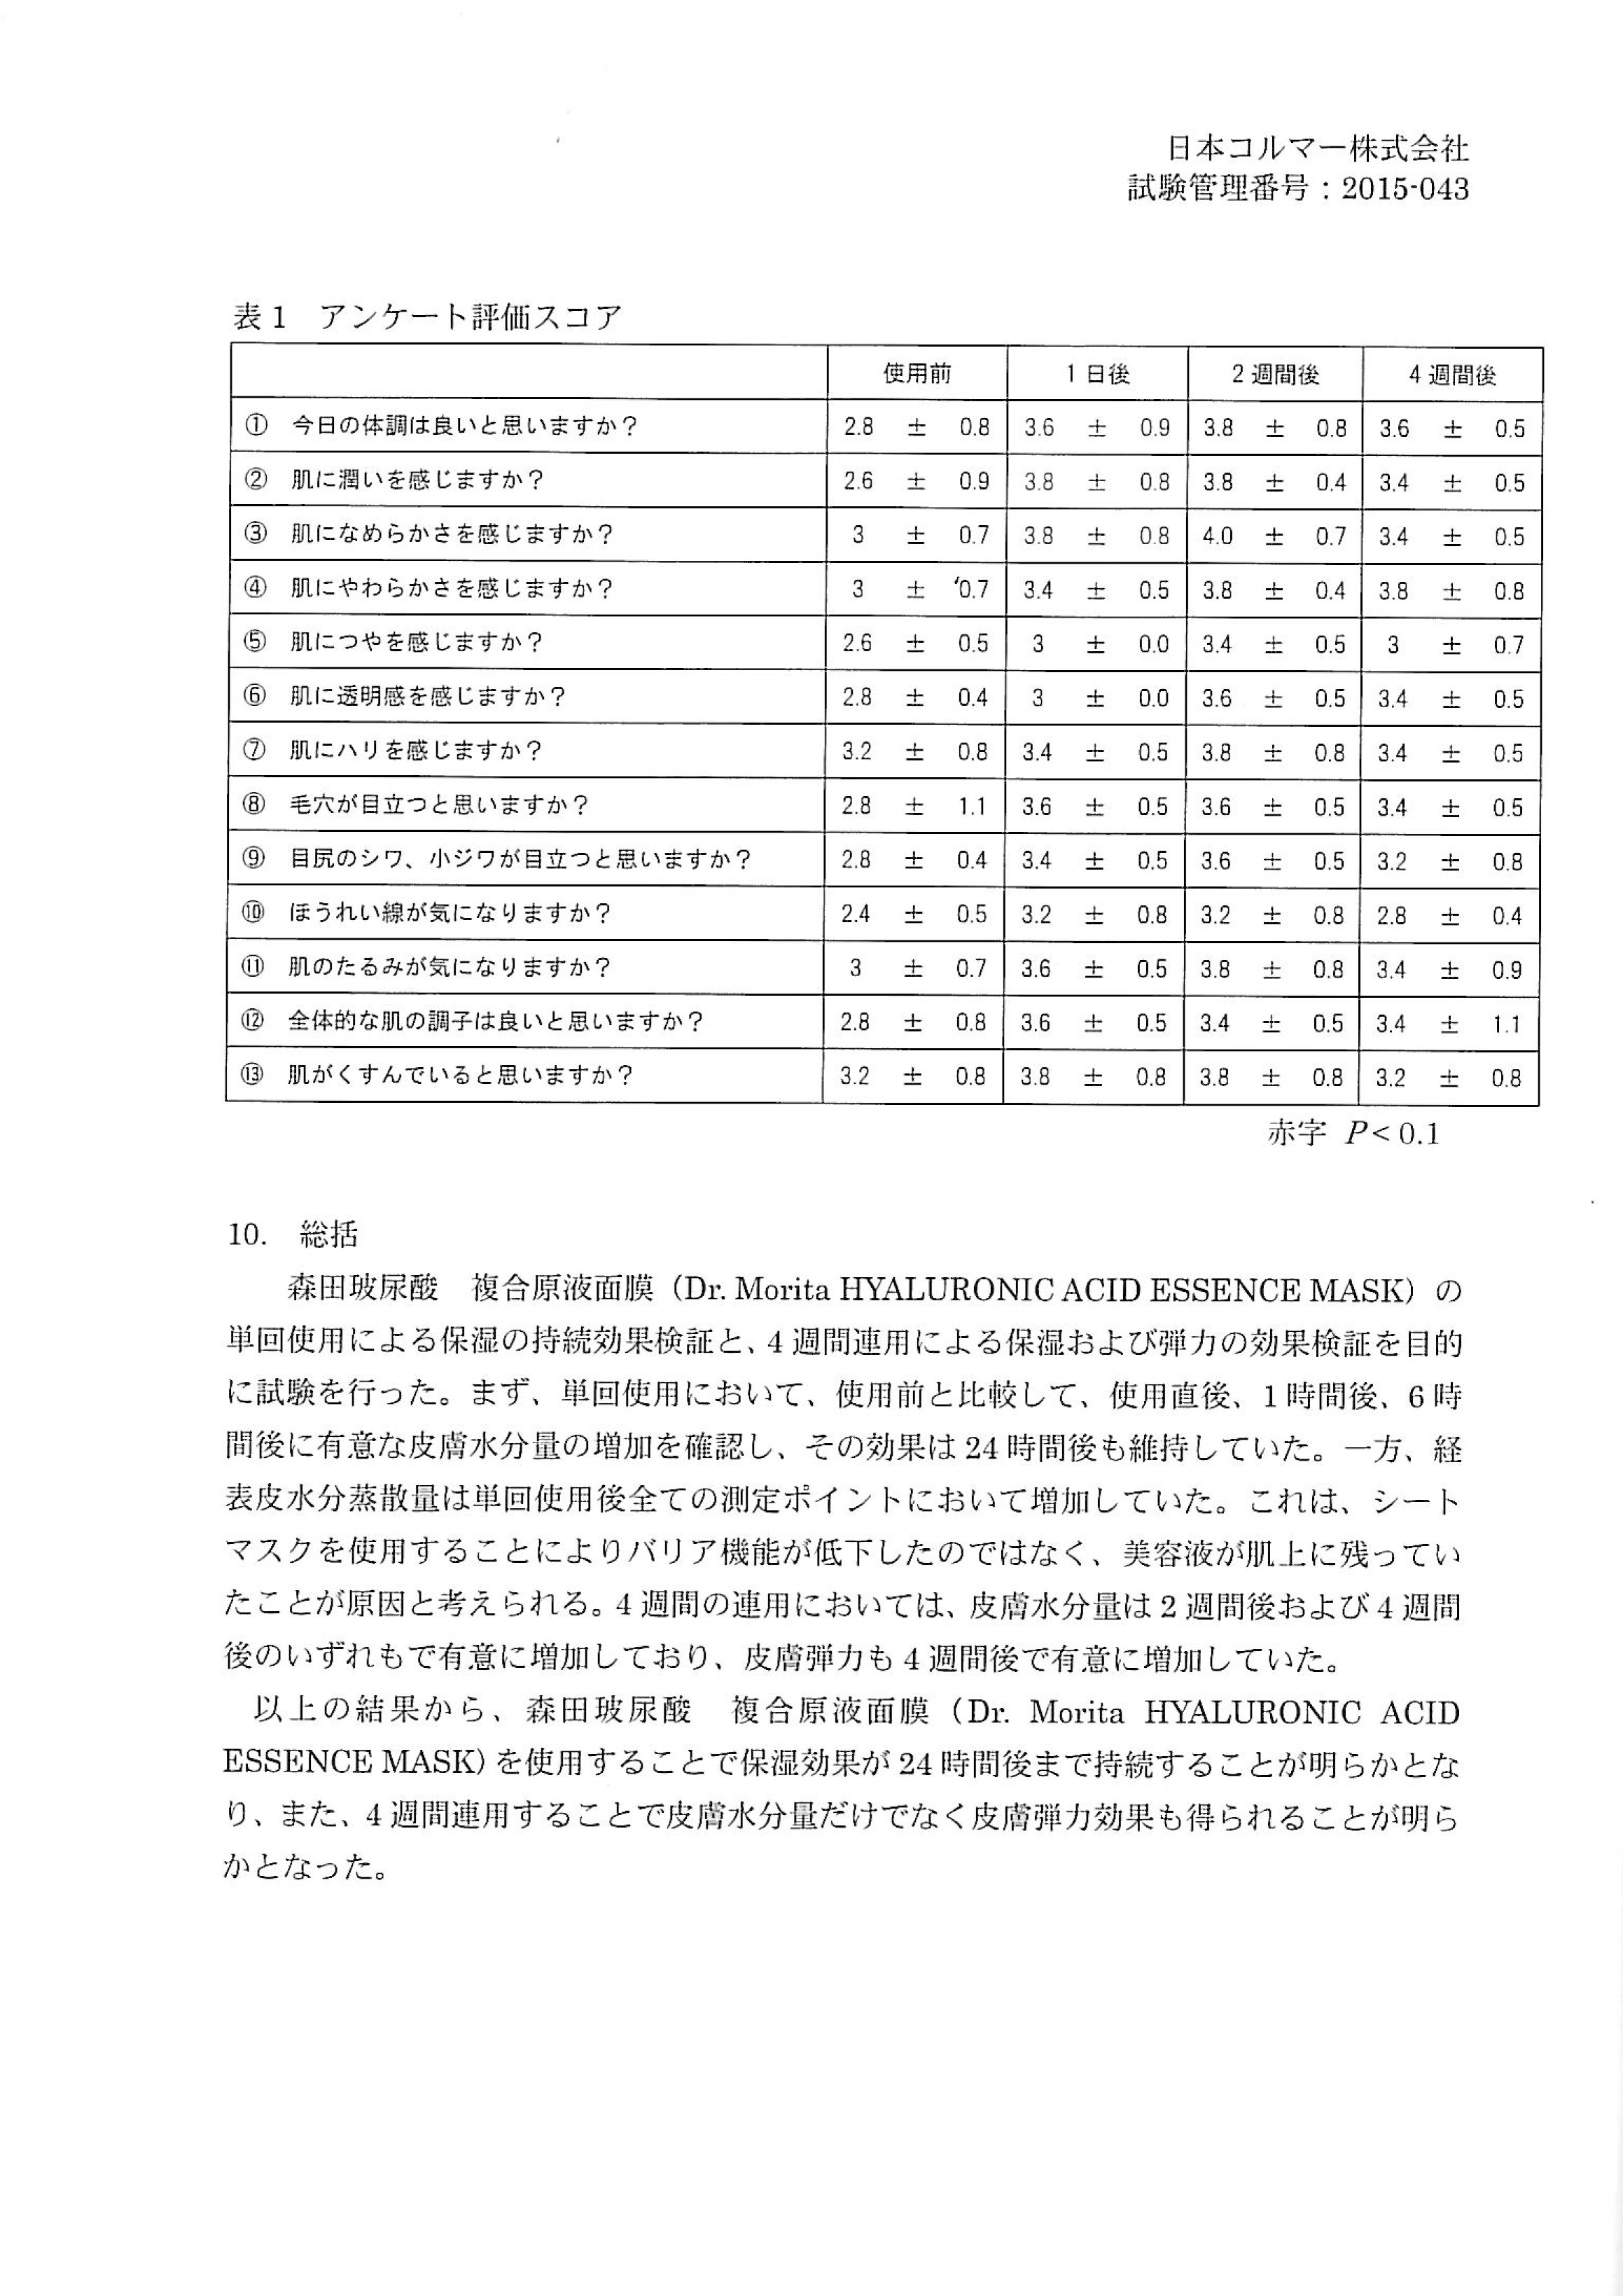 日本コルマー株式会社
試験管理番号：2015-043
表1　アンケート評価スコア
使用前　1日後　2週間後　4週間後
①　今日の体調は良いと思いますか？　2.8 ± 0.8　3.6 ± 0.9　3.8 ± 0.8　3.6 ± 0.5
②　肌に潤いを感じますか？　2.6 ± 0.9　3.8 ± 0.8　3.8 ± 0.4　3.4 ± 0.5
③　肌になめらかさを感じますか？　3 ± 0.7　3.8 ± 0.8　4.0 ± 0.7　3.4 ± 0.5
④　肌にやわらかさを感じますか？　3 ± 0.7　3.4 ± 0.5　3.8 ± 0.4　3.8 ± 0.8
⑤　肌につやを感じますか？　2.6 ± 0.5　3 ± 0.0　3.4 ± 0.5　3 ± 0.7
⑥　肌に透明感を感じますか？　2.8 ± 0.4　3 ± 0.0　3.6 ± 0.5　3.4 ± 0.5
⑦　肌にハリを感じますか？　3.2 ± 0.8　3.4 ± 0.5　3.8 ± 0.8　3.4 ± 0.5
⑧　毛穴が目立つと思いますか？　2.8 ± 1.1　3.6 ± 0.5　3.6 ± 0.5　3.4 ± 0.5
⑨　目尻のシワ、小ジワが目立つと思いますか？　2.8 ± 0.4　3.4 ± 0.5　3.6 ± 0.5　3.2 ± 0.8
⑩　ほうれい線が気になりますか？　2.4 ± 0.5　3.2 ± 0.8　3.2 ± 0.8　2.8 ± 0.4
⑪　肌のたるみが気になりますか？　3 ± 0.7　3.6 ± 0.5　3.8 ± 0.8　3.4 ± 0.9
⑫　全体的な肌の調子は良いと思いますか？　2.8 ± 0.8　3.6 ± 0.5　3.4 ± 0.5　3.4 ± 1.1
⑬　肌がくすんでいると思いますか？　3.2 ± 0.8　3.8 ± 0.8　3.8 ± 0.8　3.2 ± 0.8
赤字 P< 0.1
10.　総括
森田玻尿酸　複合原液面膜（Dr. Morita HYALURONIC ACID ESSENCE MASK）の
単回使用による保湿の持続効果検証と、4週間連用による保湿および弾力の効果検証を目的
に試験を行った。まず、単回使用において、使用前と比較して、使用直後、1時間後、6時
間後に有意な皮膚水分量の増加を確認し、その効果は24時間後も維持していた。一方、経
表皮水分蒸散量は単回使用後全ての測定ポイントにおいて増加していた。これは、シート
マスクを使用することによりバリア機能が低下したのではなく、美容液が肌上に残ってい
たことが原因と考えられる。4週間の連用においては、皮膚水分量は2週間後および4週間
後のいずれもで有意に増加しており、皮膚弾力も4週間後で有意に増加していた。
以上の結果から、森田玻尿酸　複合原液面膜（Dr. Morita HYALURONIC ACID
ESSENCE MASK）を使用することで保湿効果が24時間後まで持続することが明らかとな
り、また、4週間連用することで皮膚水分量だけでなく皮膚弾力効果も得られることが明ら
かとなった。